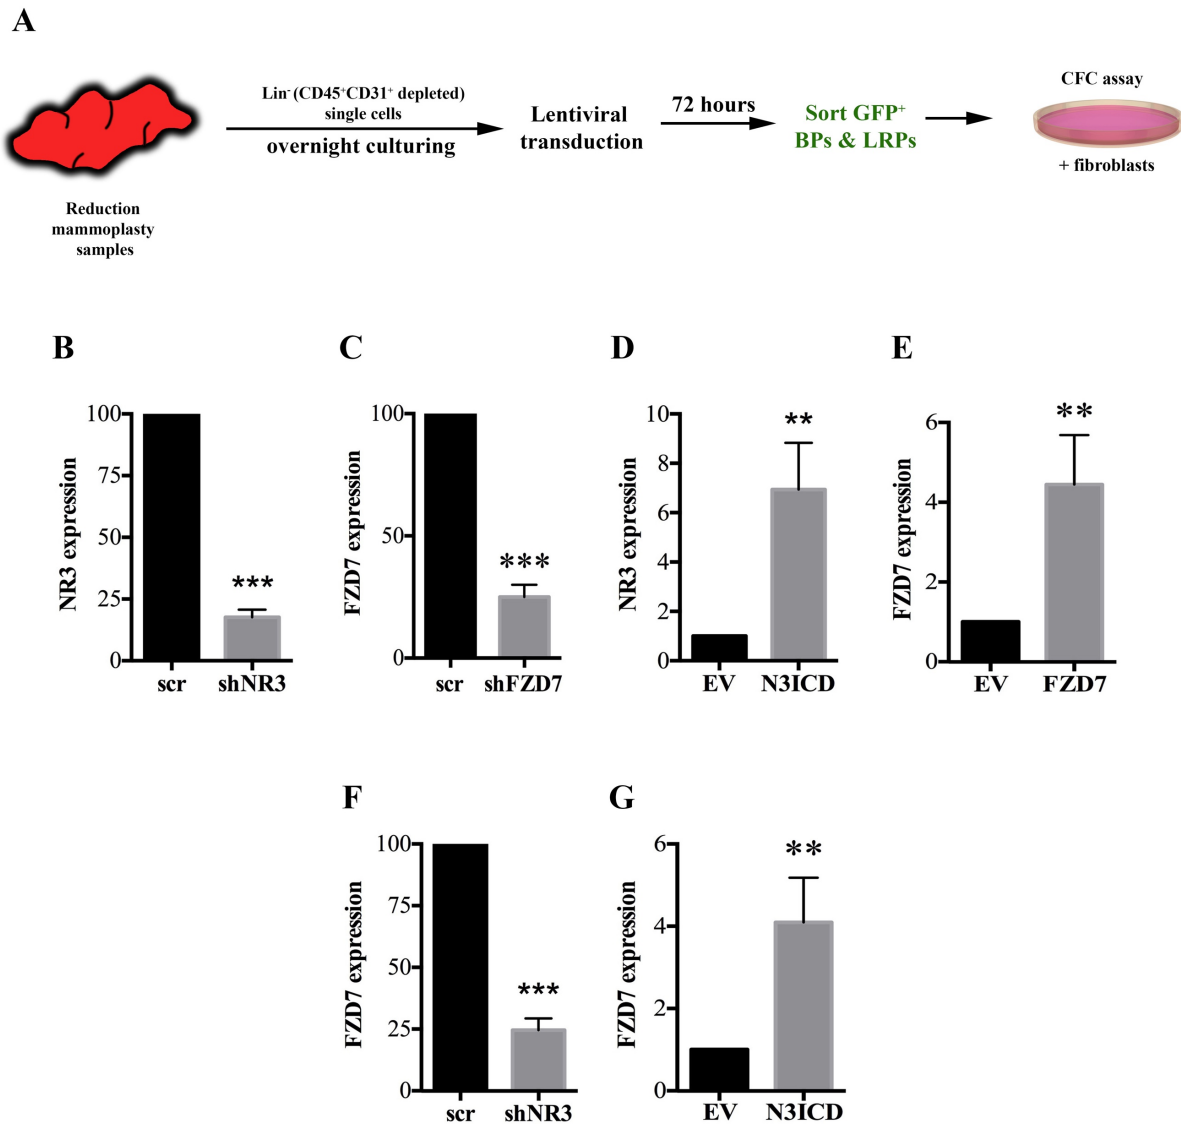 A
Lin⁻ (CD45⁺CD31⁺ depleted)
single cells
overnight culturing
Lentiviral
transduction
72 hours
Sort GFP⁺
BPs & LRPs
CFC assay
+ fibroblasts
Reduction
mammoplasty
samples
B
NR3 expression
100
75
50
25
0
***
scr shNR3
C
FZD7 expression
100
50
0
***
scr shFZD7
D
NR3 expression
10
8
6
4
2
0
**
EV N3ICD
E
FZD7 expression
6
4
2
0
**
EV FZD7
F
FZD7 expression
100
75
50
25
0
***
scr shNR3
G
FZD7 expression
6
4
2
0
**
EV N3ICD